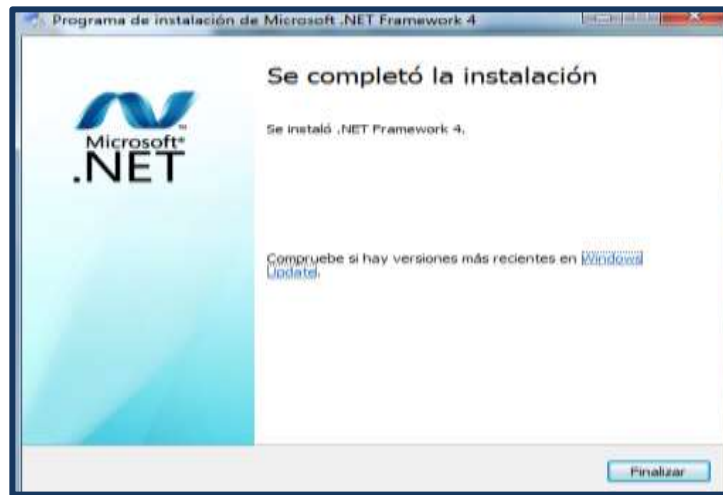 Programa de instalación de Microsoft .NET Framework 4
Microsoft®
.NET
Se completó la instalación
Se instaló .NET Framework 4.
Compruebe si hay versiones más recientes en Windows
Update.
Finalizar